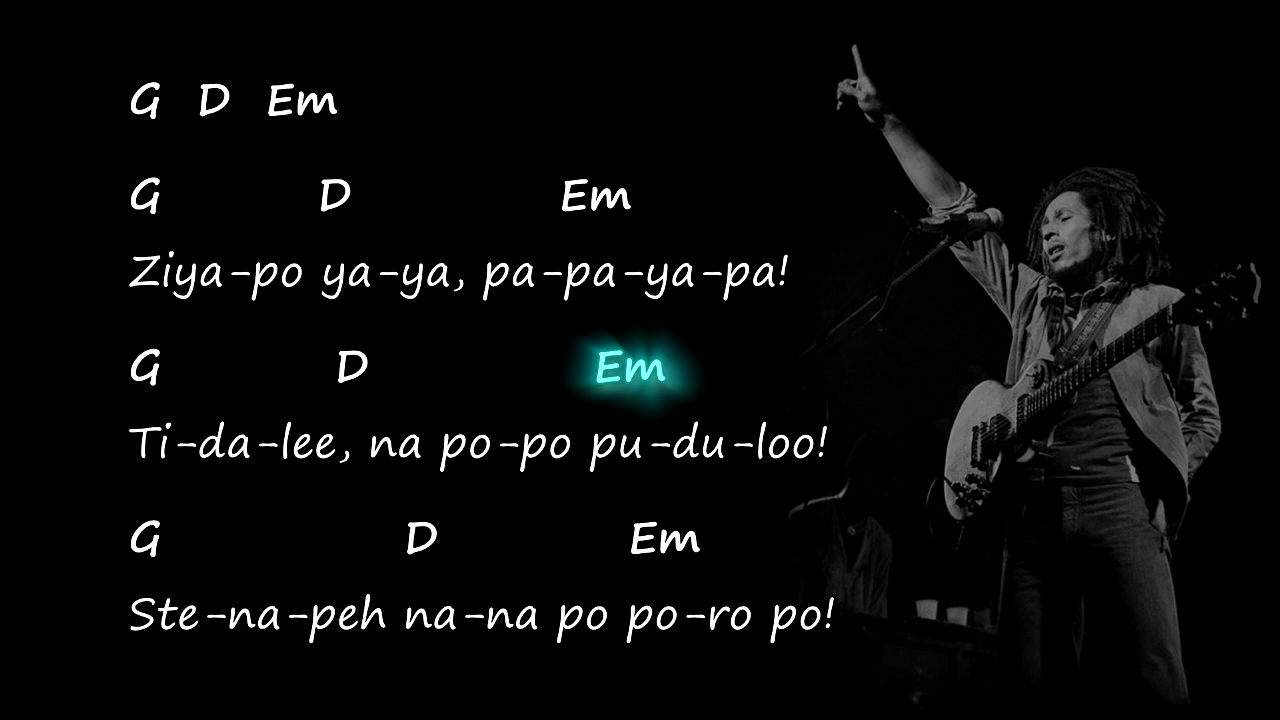 G D Em
G D Em
Ziya-po ya-ya, pa-pa-ya-pa!
G D Em
Ti-da-lee, na po-po pu-du-loo!
G D Em
Ste-na-peh na-na po po-ro po!